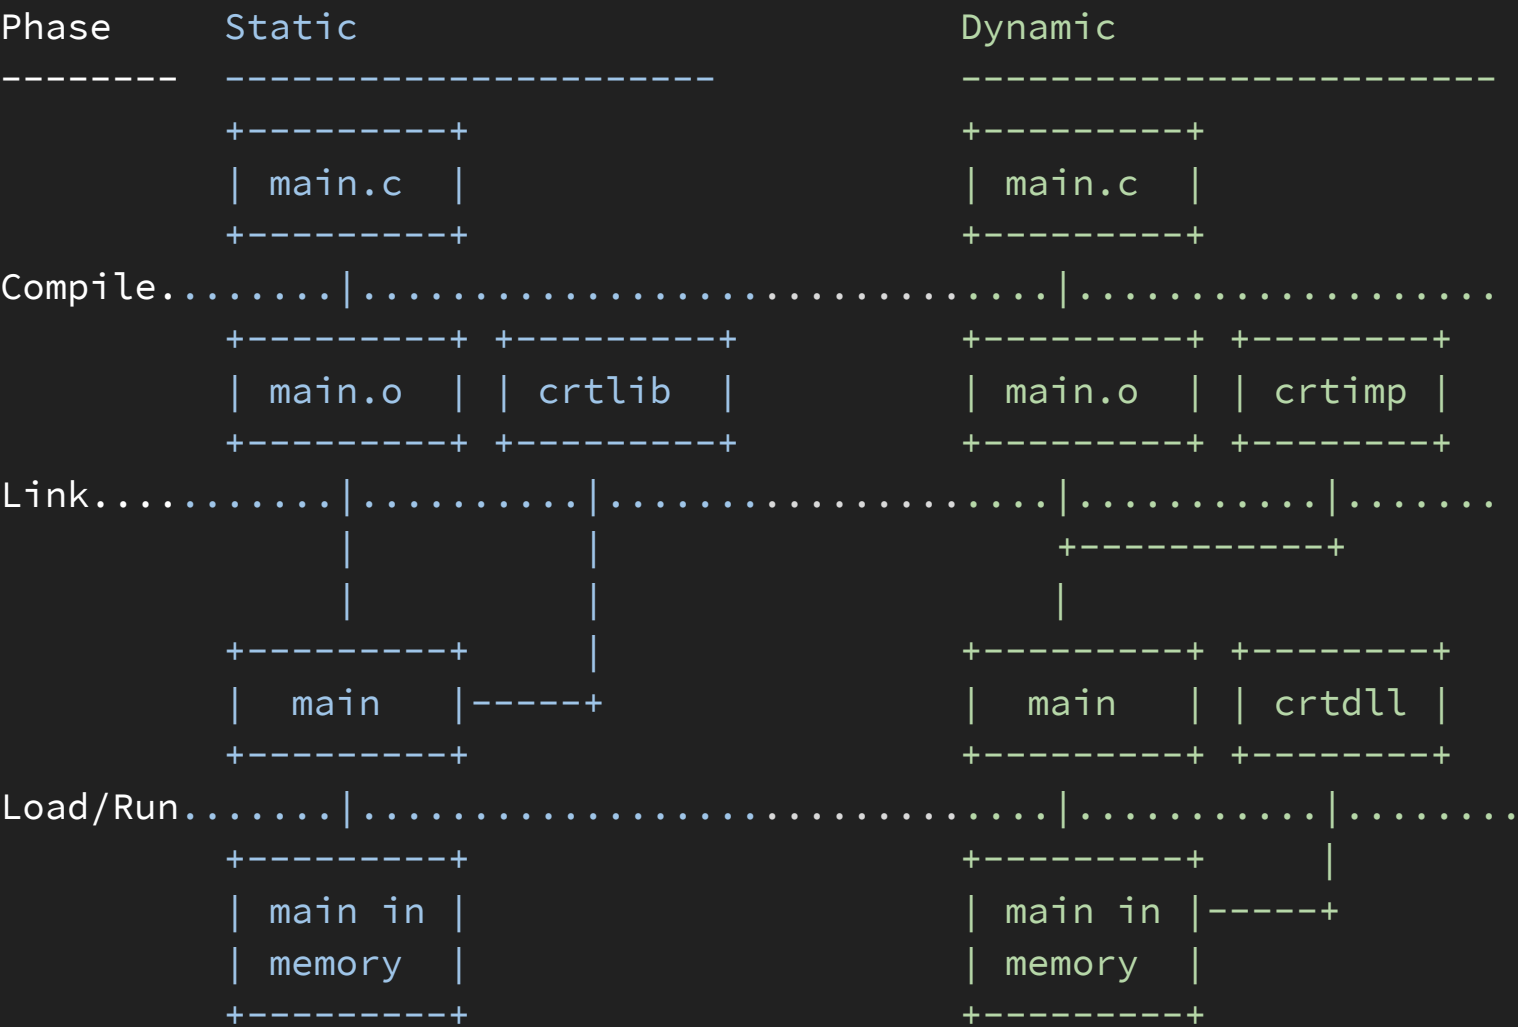 Phase     Static                           Dynamic
--------  ----------------------           ------------------------
          +---------+                      +---------+
          | main.c  |                      | main.c  |
          +---------+                      +---------+
Compile........|...............................|...................
          +---------+ +---------+          +---------+ +--------+
          | main.o  | | crtlib  |          | main.o  | | crtimp |
          +---------+ +---------+          +---------+ +--------+
Link...........|..........|....................|...........|.......
               |          |                    +-----------+
               |          |                    |
          +---------+     |                +---------+ +--------+
          |  main   |-----+                |  main   | | crtdll |
          +---------+                      +---------+ +--------+
Load/Run.......|...............................|...........|........
          +---------+                      +---------+     |
          | main in |                      | main in |-----+
          | memory  |                      | memory  |
          +---------+                      +---------+